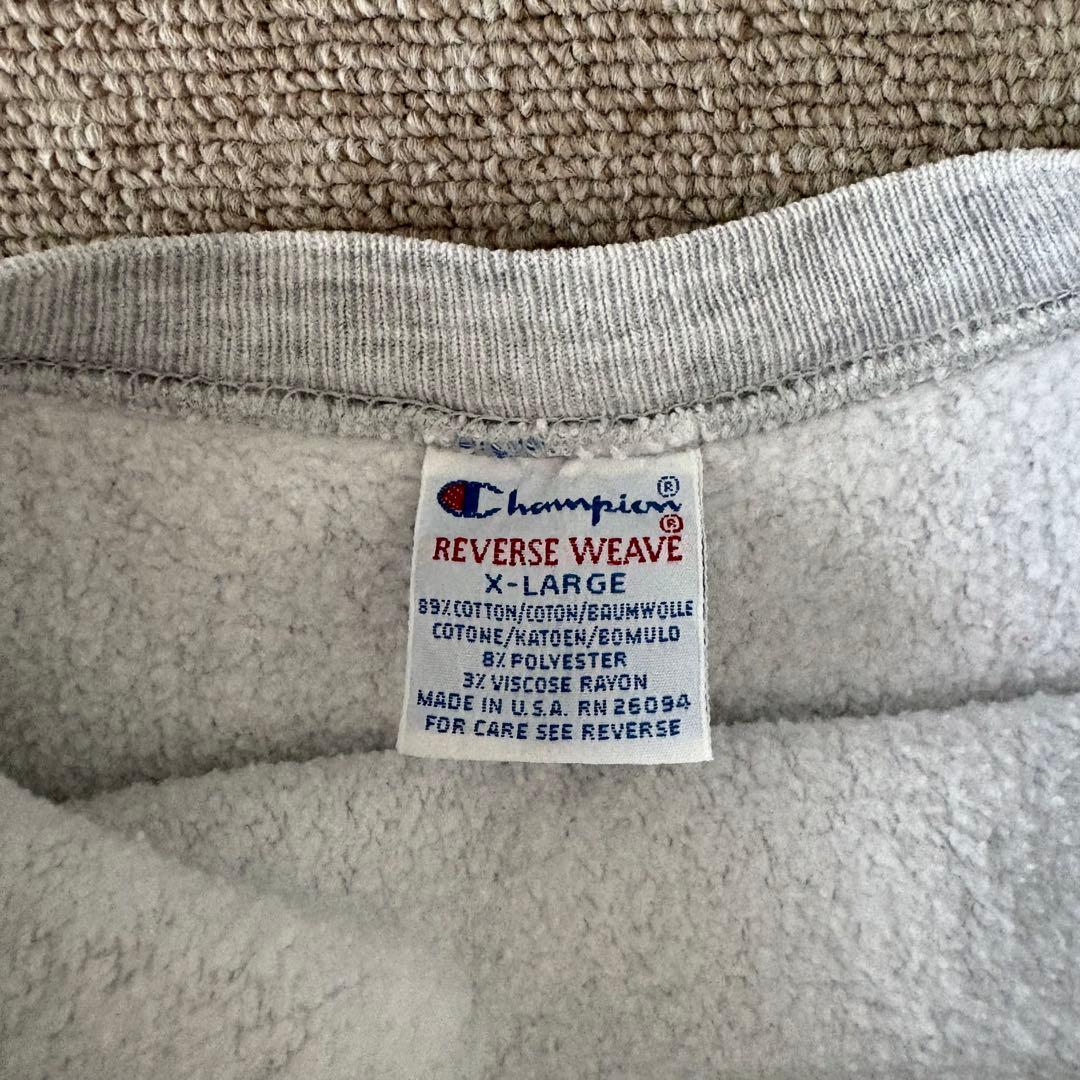 Champion®
REVERSE WEAVE®
X-LARGE
89% COTTON/COTON/BAUMWOLLE
COTONE/KATOEN/BOMULD
8% POLYESTER
3% VISCOSE RAYON
MADE IN U.S.A. RN 26094
FOR CARE SEE REVERSE